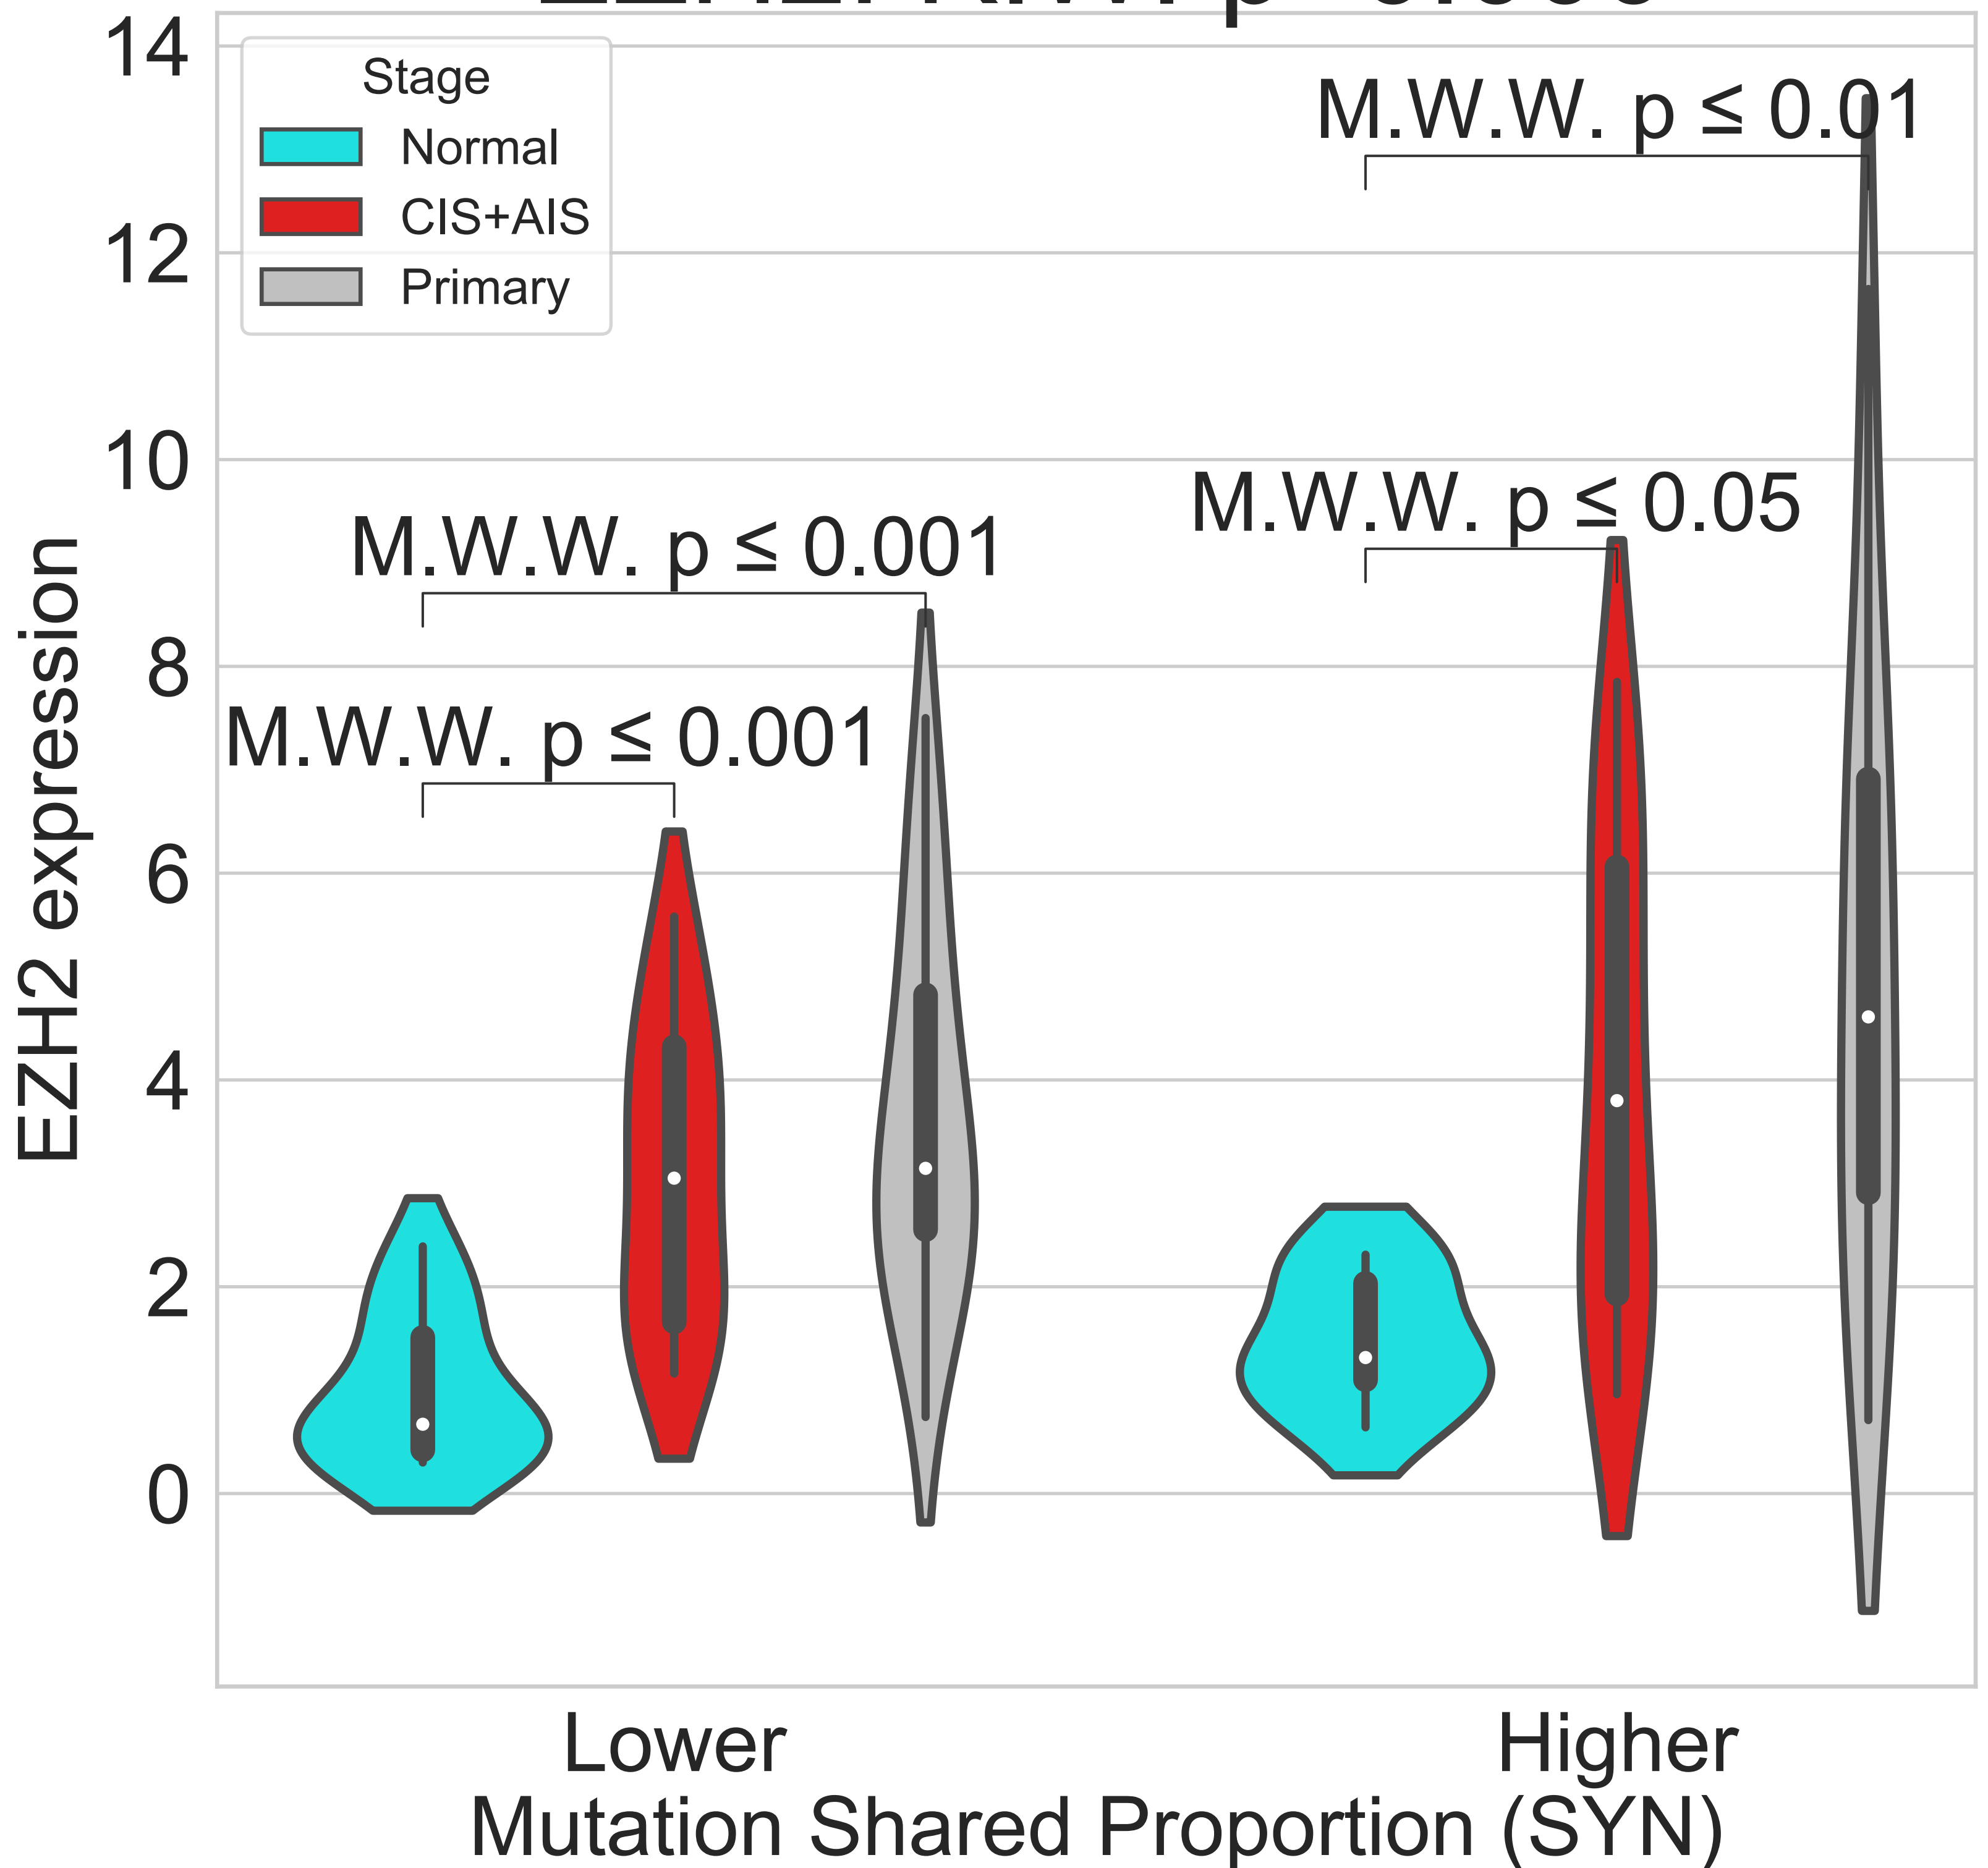 14
12
10
8
6
4
2
0
EZH2 expression
Stage
Normal
CIS+AIS
Primary
M.W.W. p ≤ 0.01
M.W.W. p ≤ 0.05
M.W.W. p ≤ 0.001
M.W.W. p ≤ 0.001
Lower
Higher
Mutation Shared Proportion (SYN)